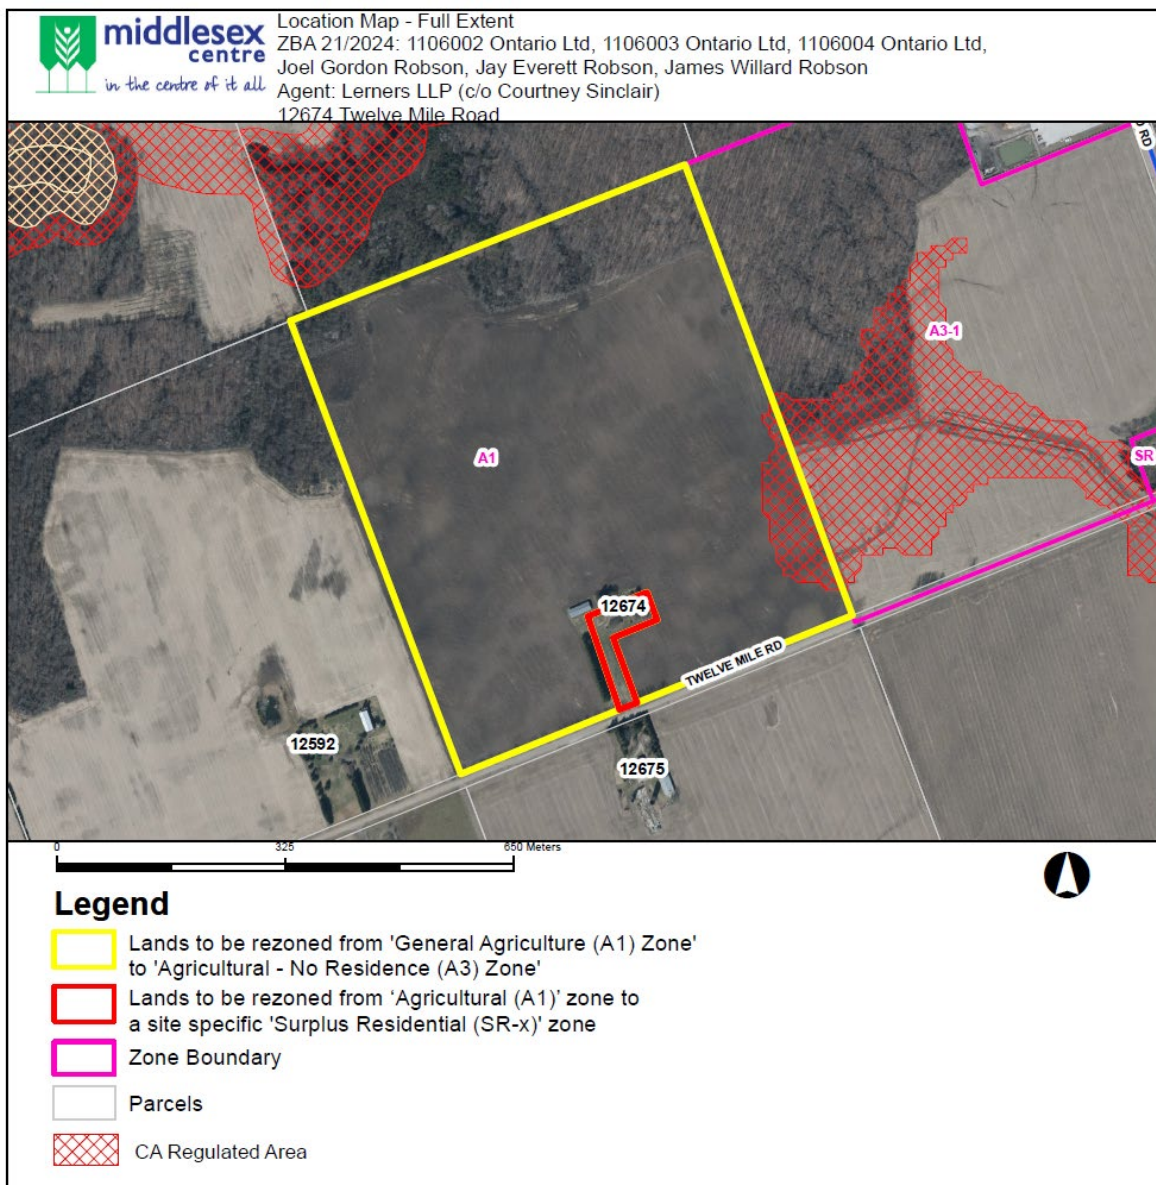 middlesex
centre
in the centre of it all
Location Map - Full Extent
ZBA 21/2024: 1106002 Ontario Ltd, 1106003 Ontario Ltd, 1106004 Ontario Ltd,
Joel Gordon Robson, Jay Everett Robson, James Willard Robson
Agent: Lerners LLP (c/o Courtney Sinclair)
12674 Twelve Mile Road
RD
A3-1
A1
SR
12674
TWELVE MILE RD
12592
12675
0 325 650 Meters
Legend
Lands to be rezoned from 'General Agriculture (A1) Zone'
to 'Agricultural - No Residence (A3) Zone'
Lands to be rezoned from ‘Agricultural (A1)’ zone to
a site specific 'Surplus Residential (SR-x)' zone
Zone Boundary
Parcels
CA Regulated Area